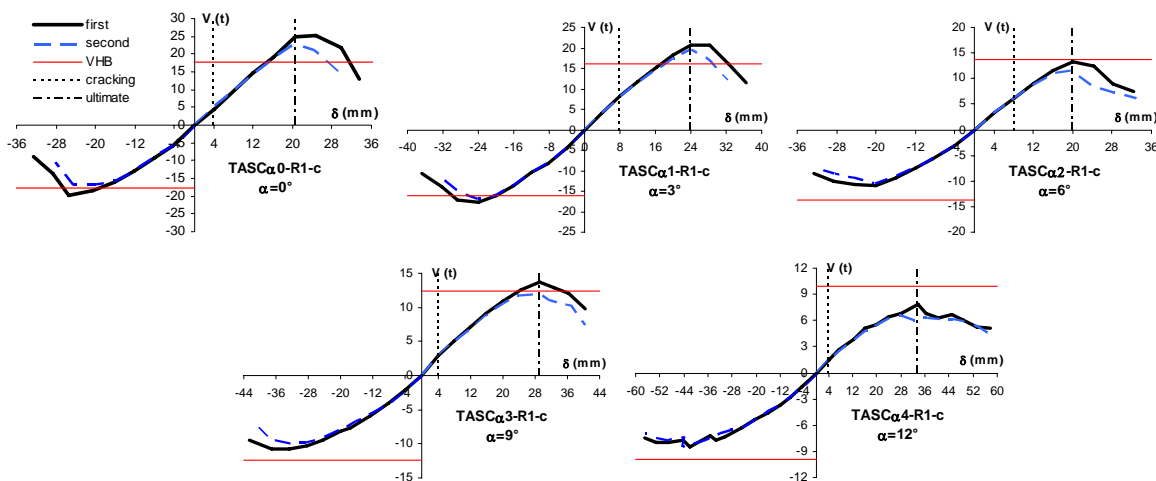 first
second
VHB
cracking
ultimate
V (t)
30
25
20
15
10
5
0
-5
-10
-15
-20
-25
-30
-36 -28 -20 -12 -4 4 12 20 28 36
δ (mm)
TASCα0-R1-c
α=0°
V (t)
25
20
15
10
5
0
-5
-10
-15
-20
-25
-40 -32 -24 -16 -8 0 8 16 24 32 40
δ (mm)
TASCα1-R1-c
α=3°
V (t)
20
15
10
5
0
-5
-10
-15
-20
-36 -28 -20 -12 -4 4 12 20 28 36
δ (mm)
TASCα2-R1-c
α=6°
V (t)
15
10
5
0
-5
-10
-15
-44 -36 -28 -20 -12 -4 4 12 20 28 36 44
δ (mm)
TASCα3-R1-c
α=9°
V (t)
12
9
6
3
0
-3
-6
-9
-12
-60 -52 -44 -36 -28 -20 -12 -4 4 12 20 28 36 44 52 60
δ (mm)
TASCα4-R1-c
α=12°